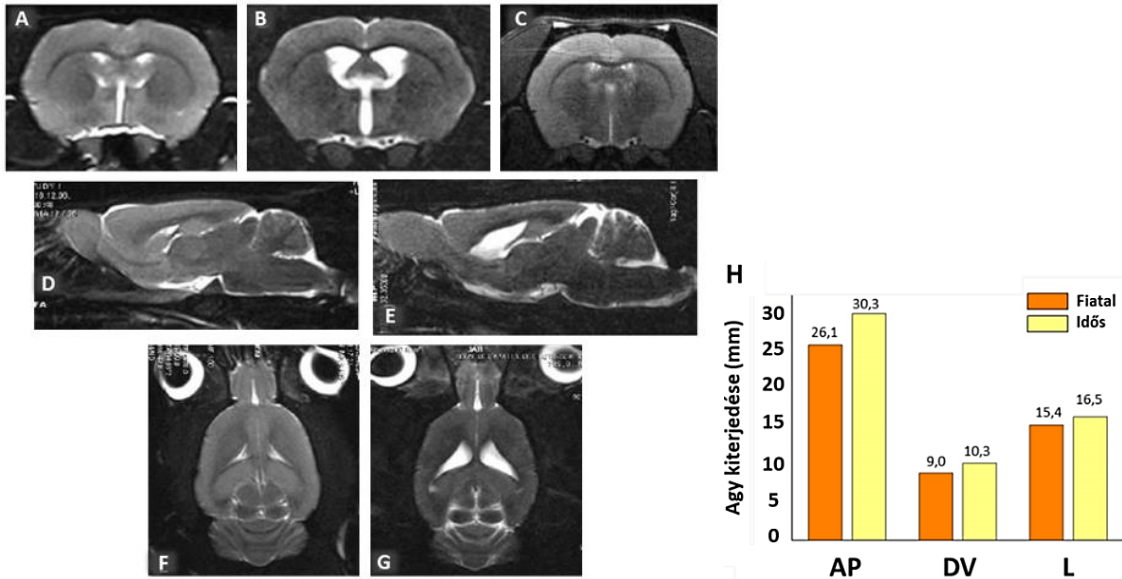 A
B
C
D
E
F
G
H
Agy kiterjedése (mm)
30
25
20
15
10
5
0
Fiatal
Idős
26,1
30,3
9,0
10,3
15,4
16,5
AP
DV
L